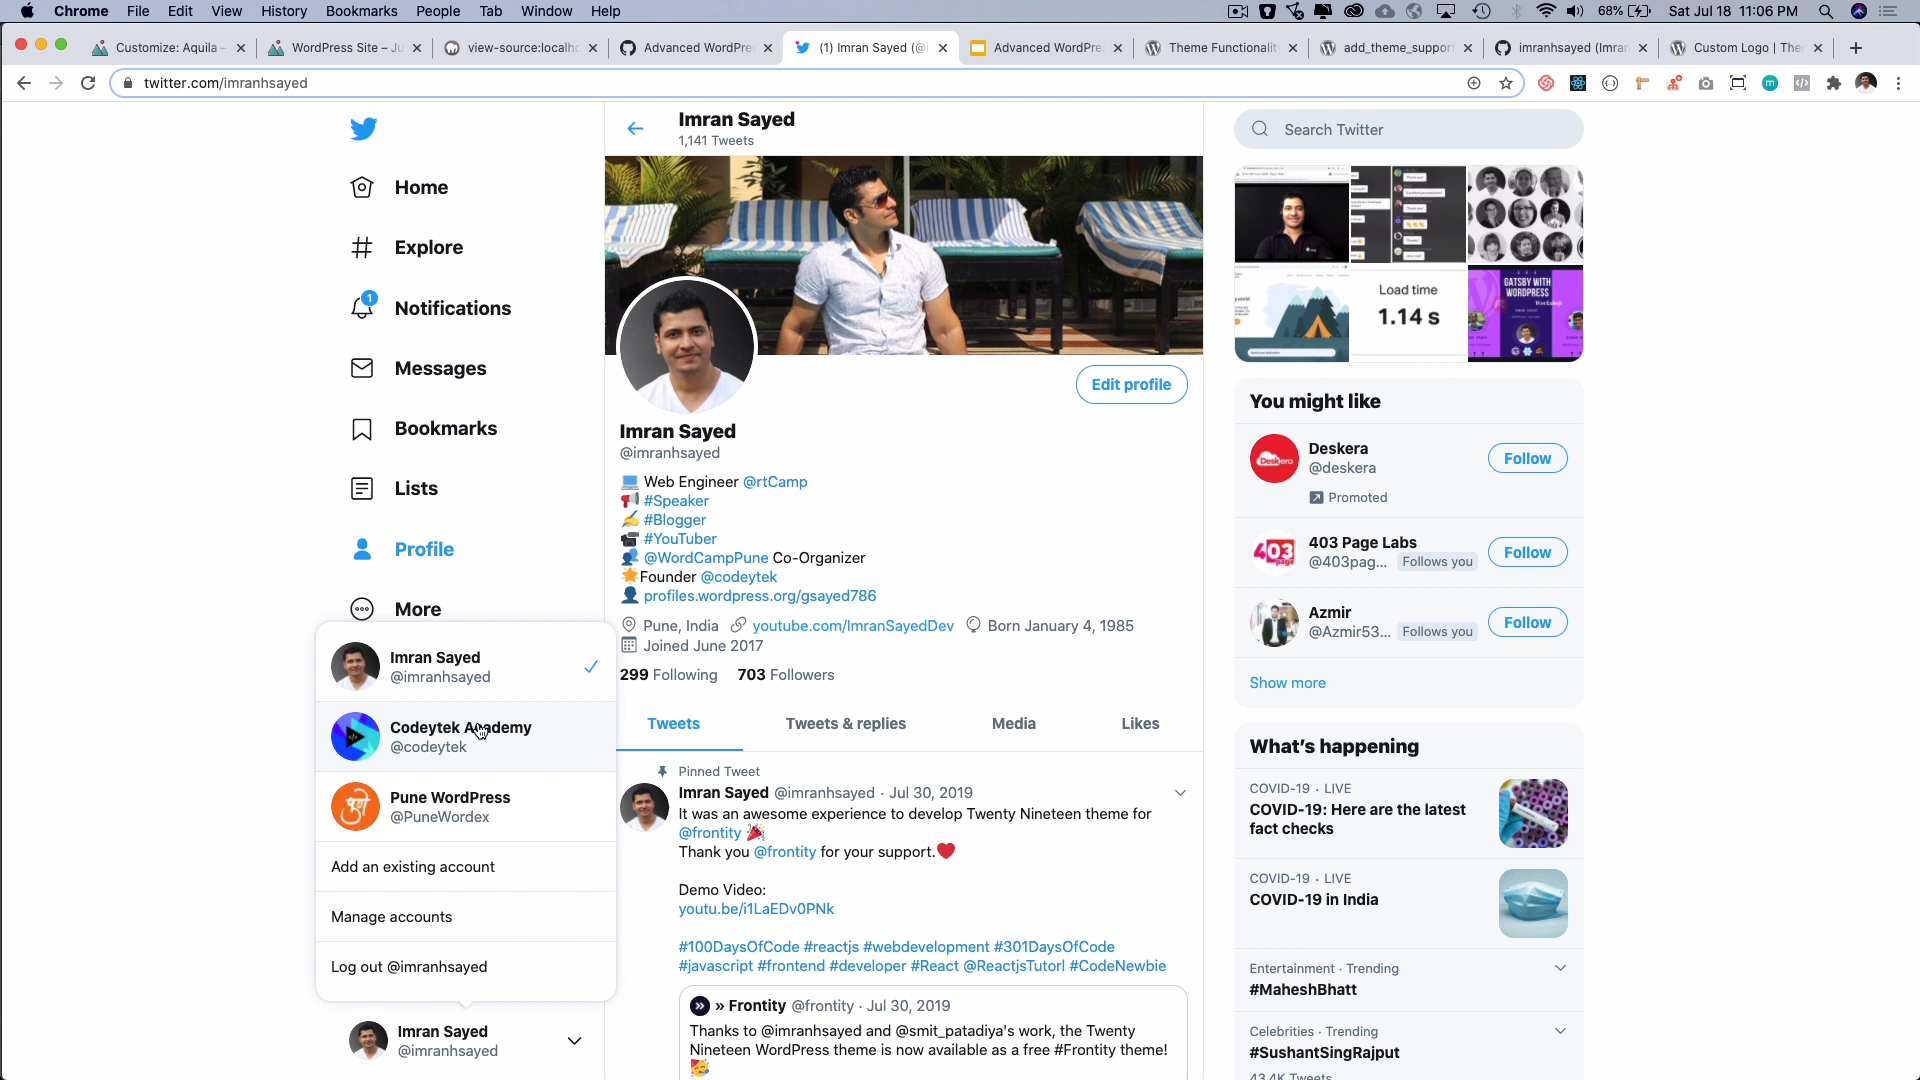 Chrome File Edit View History Bookmarks People Tab Window Help 68% Sat Jul 18 11:06 PM
Customize: Aquila – WordPress Site – Ju view-source:localho Advanced WordPre (1) Imran Sayed (@i Advanced WordPre Theme Functionalit add_theme_support imranhsayed (Imran Custom Logo | The
twitter.com/imranhsayed
Home
Explore
1
Notifications
Messages
Bookmarks
Lists
Profile
More
Imran Sayed
@imranhsayed
Codeytek Academy
@codeytek
Pune WordPress
@PuneWordex
Add an existing account
Manage accounts
Log out @imranhsayed
Imran Sayed
@imranhsayed
Imran Sayed
1,141 Tweets
Edit profile
Imran Sayed
@imranhsayed
Web Engineer @rtCamp
#Speaker
#Blogger
#YouTuber
@WordCampPune Co-Organizer
Founder @codeytek
profiles.wordpress.org/gsayed786
Pune, India youtube.com/ImranSayedDev Born January 4, 1985
Joined June 2017
299 Following 703 Followers
Tweets Tweets & replies Media Likes
Pinned Tweet
Imran Sayed @imranhsayed · Jul 30, 2019
It was an awesome experience to develop Twenty Nineteen theme for
@frontity
Thank you @frontity for your support.
Demo Video:
youtu.be/i1LaEDv0PNk
#100DaysOfCode #reactjs #webdevelopment #301DaysOfCode
#javascript #frontend #developer #React @ReactjsTutorl #CodeNewbie
» Frontity @frontity · Jul 30, 2019
Thanks to @imranhsayed and @smit_patadiya's work, the Twenty
Nineteen WordPress theme is now available as a free #Frontity theme!
Search Twitter
Load time
1.14 s
GATSBY WITH
WORDPRESS
Workshop
You might like
Deskera
@deskera
Promoted
Follow
403 Page Labs
@403pag... Follows you
Follow
Azmir
@Azmir53... Follows you
Follow
Show more
What's happening
COVID-19 · LIVE
COVID-19: Here are the latest
fact checks
COVID-19 · LIVE
COVID-19 in India
Entertainment · Trending
#MaheshBhatt
Celebrities · Trending
#SushantSingRajput
43.4K Tweets